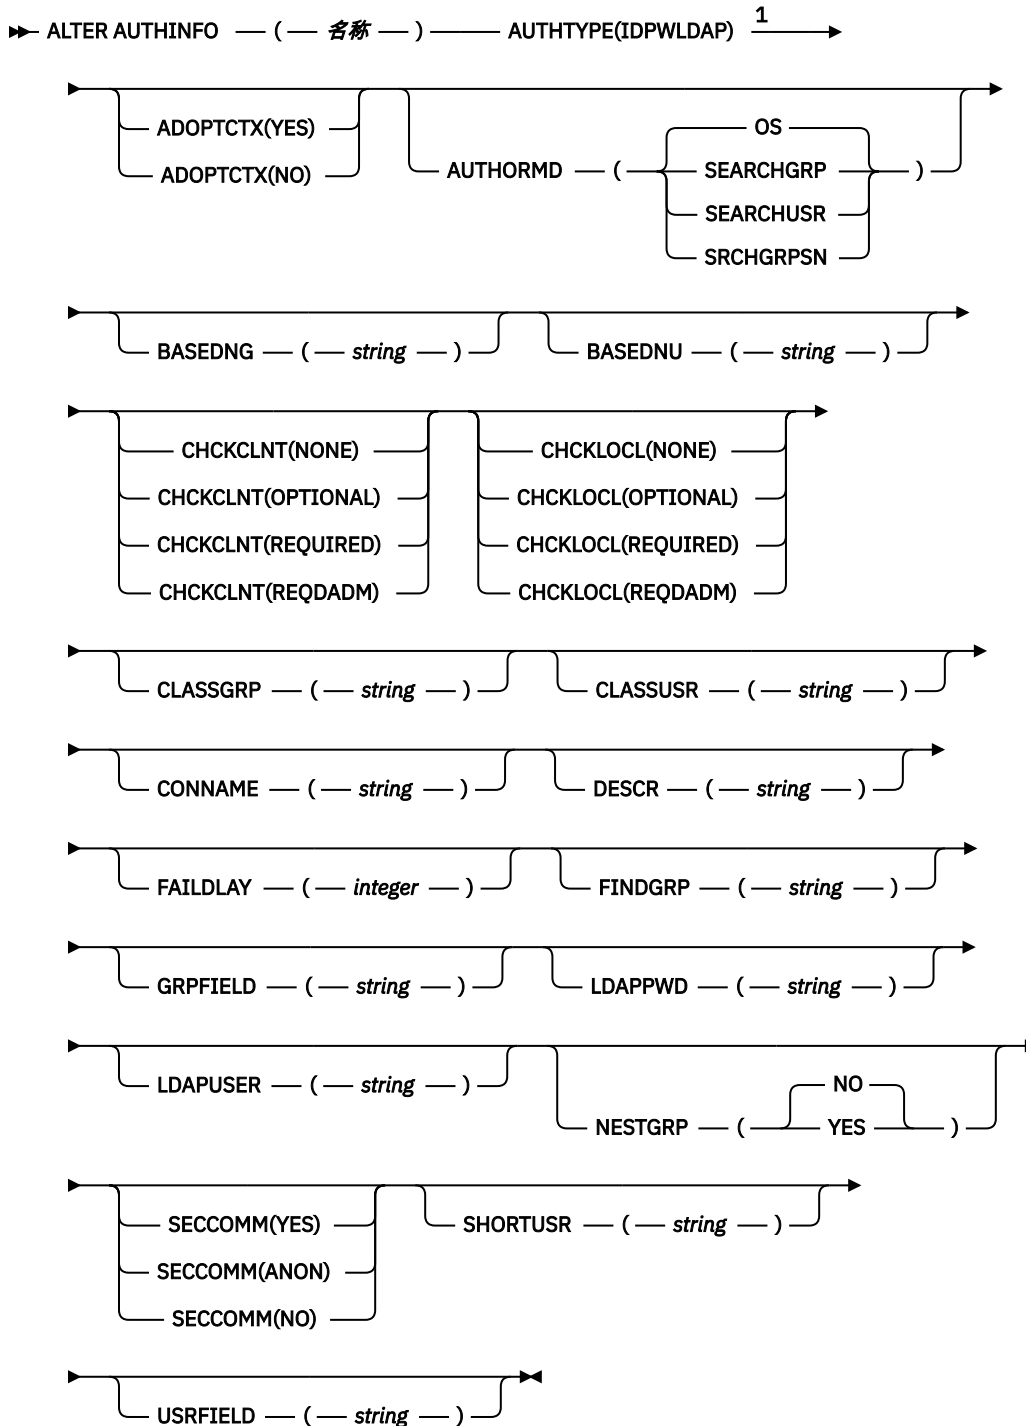 ALTER AUTHINFO ( 名称 ) AUTHTYPE(IDPWLDAP) 1
ADOPTCTX(YES)
ADOPTCTX(NO)
AUTHORMD ( OS
SEARCHGRP )
SEARCHUSR
SRCHGRPSN
BASEDNG ( string ) BASEDNU ( string )
CHCKCLNT(NONE) CHCKLOCL(NONE)
CHCKCLNT(OPTIONAL) CHCKLOCL(OPTIONAL)
CHCKCLNT(REQUIRED) CHCKLOCL(REQUIRED)
CHCKCLNT(REQDADM) CHCKLOCL(REQDADM)
CLASSGRP ( string ) CLASSUSR ( string )
CONNAME ( string ) DESCR ( string )
FAILDLAY ( integer ) FINDGRP ( string )
GRPFIELD ( string ) LDAPPWD ( string )
LDAPUSER ( string )
NO
NESTGRP ( YES )
SECCOMM(YES) SHORTUSR ( string )
SECCOMM(ANON)
SECCOMM(NO)
USRFIELD ( string )